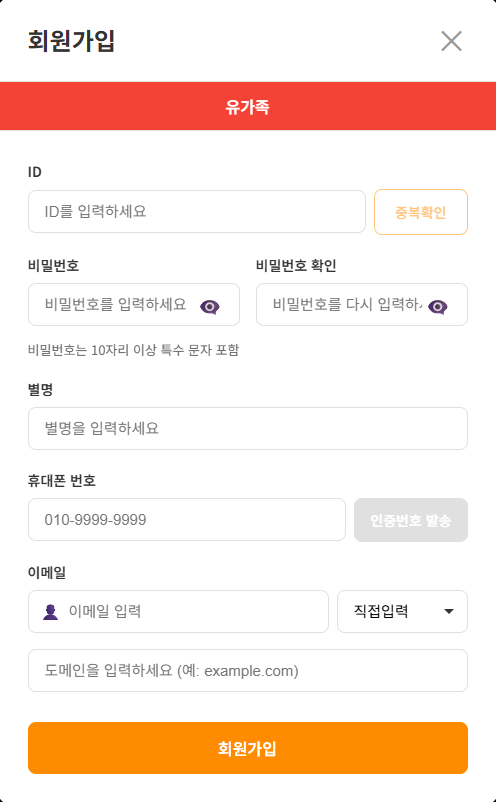 회원가입
유가족
ID
ID를 입력하세요
중복확인
비밀번호
비밀번호 확인
비밀번호를 입력하세요
비밀번호를 다시 입력하
비밀번호는 10자리 이상 특수 문자 포함
별명
별명을 입력하세요
휴대폰 번호
010-9999-9999
인증번호 발송
이메일
이메일 입력
직접입력
도메인을 입력하세요 (예: example.com)
회원가입